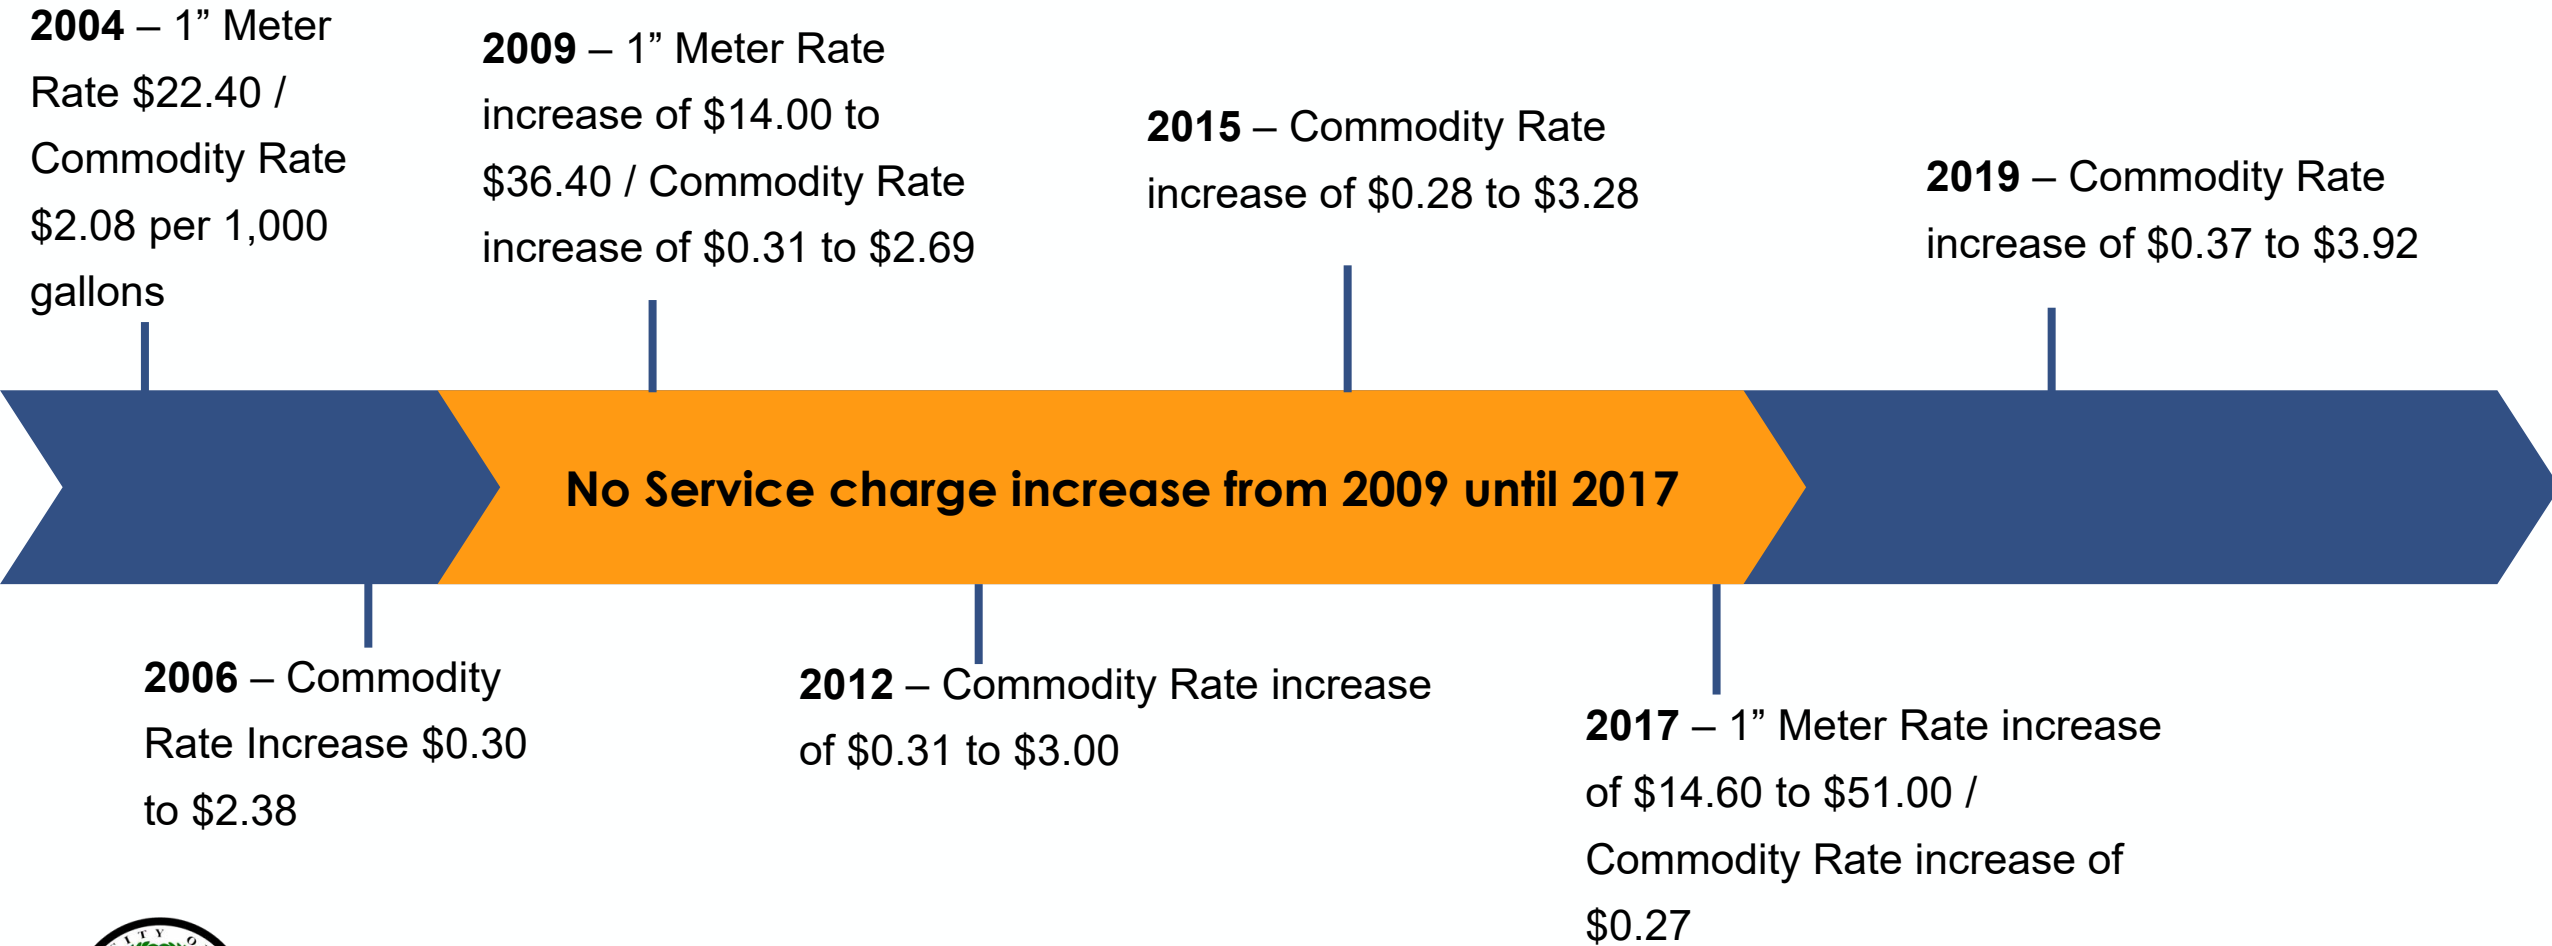 2004 – 1” Meter
Rate $22.40 /
Commodity Rate
$2.08 per 1,000
gallons
2009 – 1” Meter Rate
increase of $14.00 to
$36.40 / Commodity Rate
increase of $0.31 to $2.69
2015 – Commodity Rate
increase of $0.28 to $3.28
2019 – Commodity Rate
increase of $0.37 to $3.92
No Service charge increase from 2009 until 2017
2006 – Commodity
Rate Increase $0.30
to $2.38
2012 – Commodity Rate increase
of $0.31 to $3.00
2017 – 1” Meter Rate increase
of $14.60 to $51.00 /
Commodity Rate increase of
$0.27